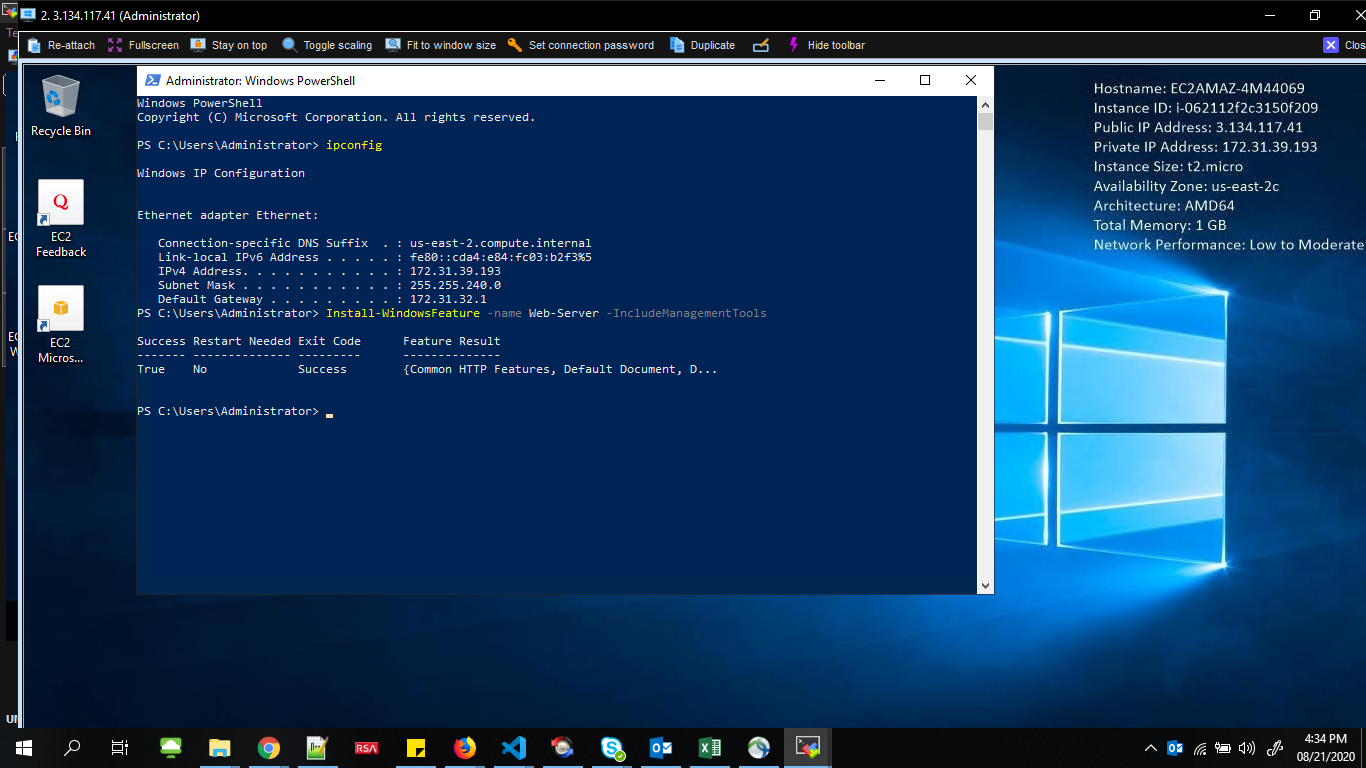 2. 3.134.117.41 (Administrator)
Re-attach Fullscreen Stay on top Toggle scaling Fit to window size Set connection password Duplicate Hide toolbar Clos
Recycle Bin
EC2
Feedback
EC2
Micros...
Administrator: Windows PowerShell
Windows PowerShell
Copyright (C) Microsoft Corporation. All rights reserved.
PS C:\Users\Administrator> ipconfig
Windows IP Configuration
Ethernet adapter Ethernet:
Connection-specific DNS Suffix  . : us-east-2.compute.internal
Link-local IPv6 Address . . . . . : fe80::cda4:e84:fc03:b2f3%5
IPv4 Address. . . . . . . . . . . : 172.31.39.193
Subnet Mask . . . . . . . . . . . : 255.255.240.0
Default Gateway . . . . . . . . . : 172.31.32.1
PS C:\Users\Administrator> Install-WindowsFeature -name Web-Server -IncludeManagementTools
Success Restart Needed Exit Code      Feature Result
------- -------------- ---------      --------------
True    No             Success        {Common HTTP Features, Default Document, D...
PS C:\Users\Administrator>
Hostname: EC2AMAZ-4M44069
Instance ID: i-062112f2c3150f209
Public IP Address: 3.134.117.41
Private IP Address: 172.31.39.193
Instance Size: t2.micro
Availability Zone: us-east-2c
Architecture: AMD64
Total Memory: 1 GB
Network Performance: Low to Moderate
RSA
4:34 PM
08/21/2020